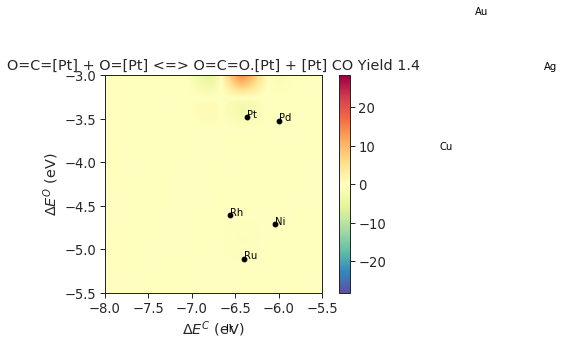 Au
O=C=[Pt] + O=[Pt] <=> O=C=O.[Pt] + [Pt] CO Yield 1.4
Ag
−3.0
−3.5
−4.0
−4.5
−5.0
−5.5
ΔE^O (eV)
Pt
Pd
Cu
Rh
Ni
Ru
20
10
0
−10
−20
−8.0 −7.5 −7.0 −6.5 −6.0 −5.5
ΔE^C (eV)
Ir